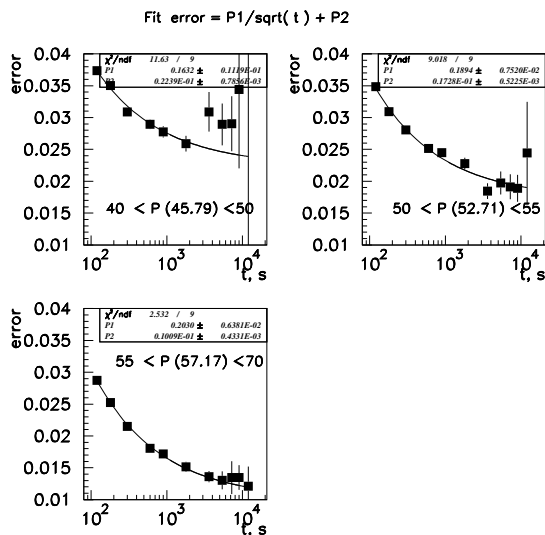 Fit error = P1/sqrt( t ) + P2
error
0.04
0.035
0.03
0.025
0.02
0.015
0.01
χ²/ndf 11.63 / 9
P1 0.1632 ± 0.1119E-01
P2 0.2239E-01 ± 0.7856E-03
40 < P (45.79) <50
10² 10³ 10⁴
t, s
error
0.04
0.035
0.03
0.025
0.02
0.015
0.01
χ²/ndf 9.018 / 9
P1 0.1894 ± 0.7520E-02
P2 0.1728E-01 ± 0.5225E-03
50 < P (52.71) <55
10² 10³ 10⁴
t, s
error
0.04
0.035
0.03
0.025
0.02
0.015
0.01
χ²/ndf 2.532 / 9
P1 0.2030 ± 0.6381E-02
P2 0.1009E-01 ± 0.4331E-03
55 < P (57.17) <70
10² 10³ 10⁴
t, s